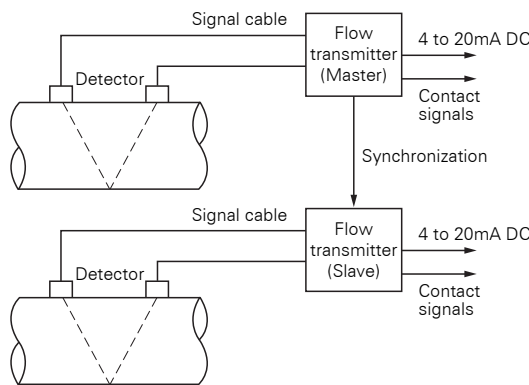 Signal cable
Flow
transmitter
(Master)
4 to 20mA DC
Detector
Contact
signals
Synchronization
Signal cable
Flow
transmitter
(Slave)
4 to 20mA DC
Detector
Contact
signals